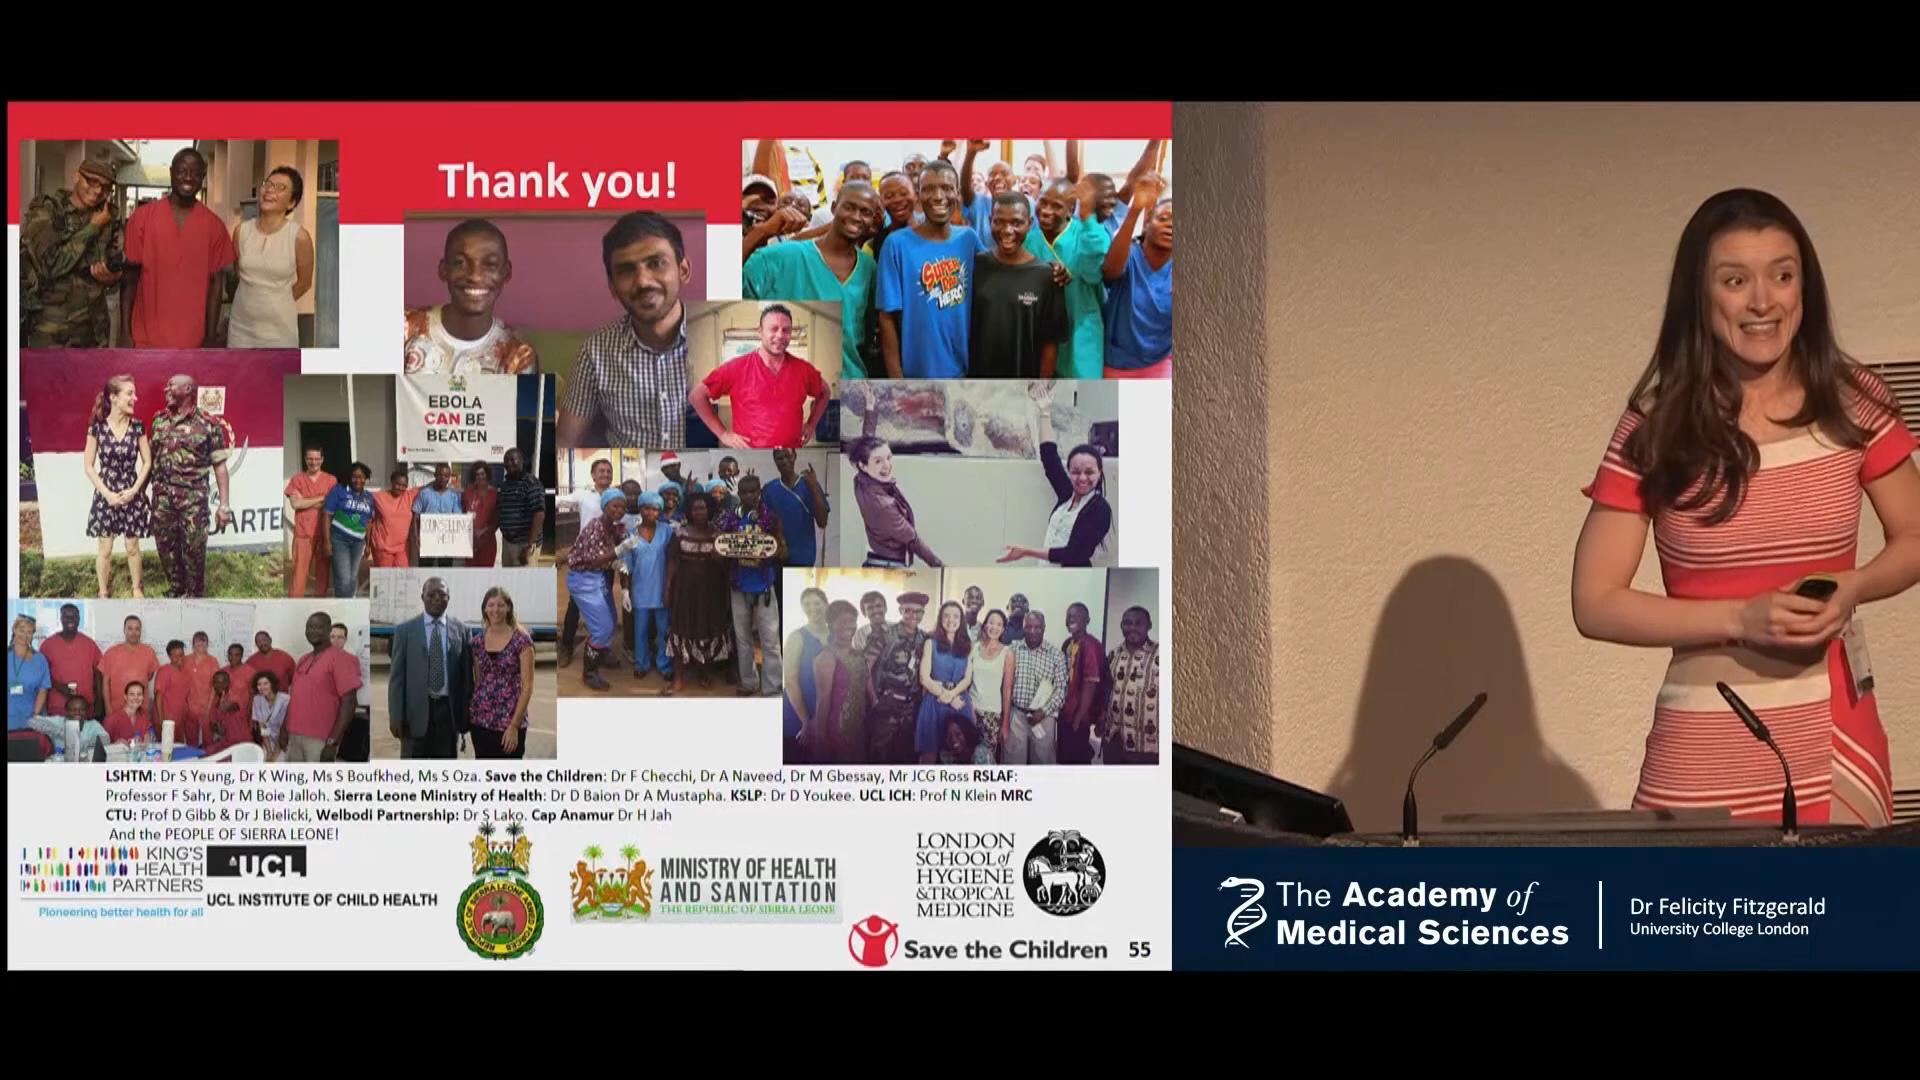 Thank you!
SUPER
HERO
EBOLA
CAN BE
BEATEN
LSHTM: Dr S Yeung, Dr K Wing, Ms S Boufkhed, Ms S Oza. Save the Children: Dr F Checchi, Dr A Naveed, Dr M Gbessay, Mr JCG Ross RSLAF:
Professor F Sahr, Dr M Boie Jalloh. Sierra Leone Ministry of Health: Dr D Baion Dr A Mustapha. KSLP: Dr D Youkee. UCL ICH: Prof N Klein MRC
CTU: Prof D Gibb & Dr J Bielicki, Welbodi Partnership: Dr S Lako. Cap Anamur Dr H Jah
And the PEOPLE OF SIERRA LEONE!
KING'S
HEALTH
PARTNERS
Pioneering better health for all
UCL
UCL INSTITUTE OF CHILD HEALTH
REPUBLIC OF SIERRA LEONE ARMED FORCES
MINISTRY OF HEALTH
AND SANITATION
THE REPUBLIC OF SIERRA LEONE
LONDON
SCHOOL of
HYGIENE
& TROPICAL
MEDICINE
Save the Children
55
The Academy of
Medical Sciences
Dr Felicity Fitzgerald
University College London